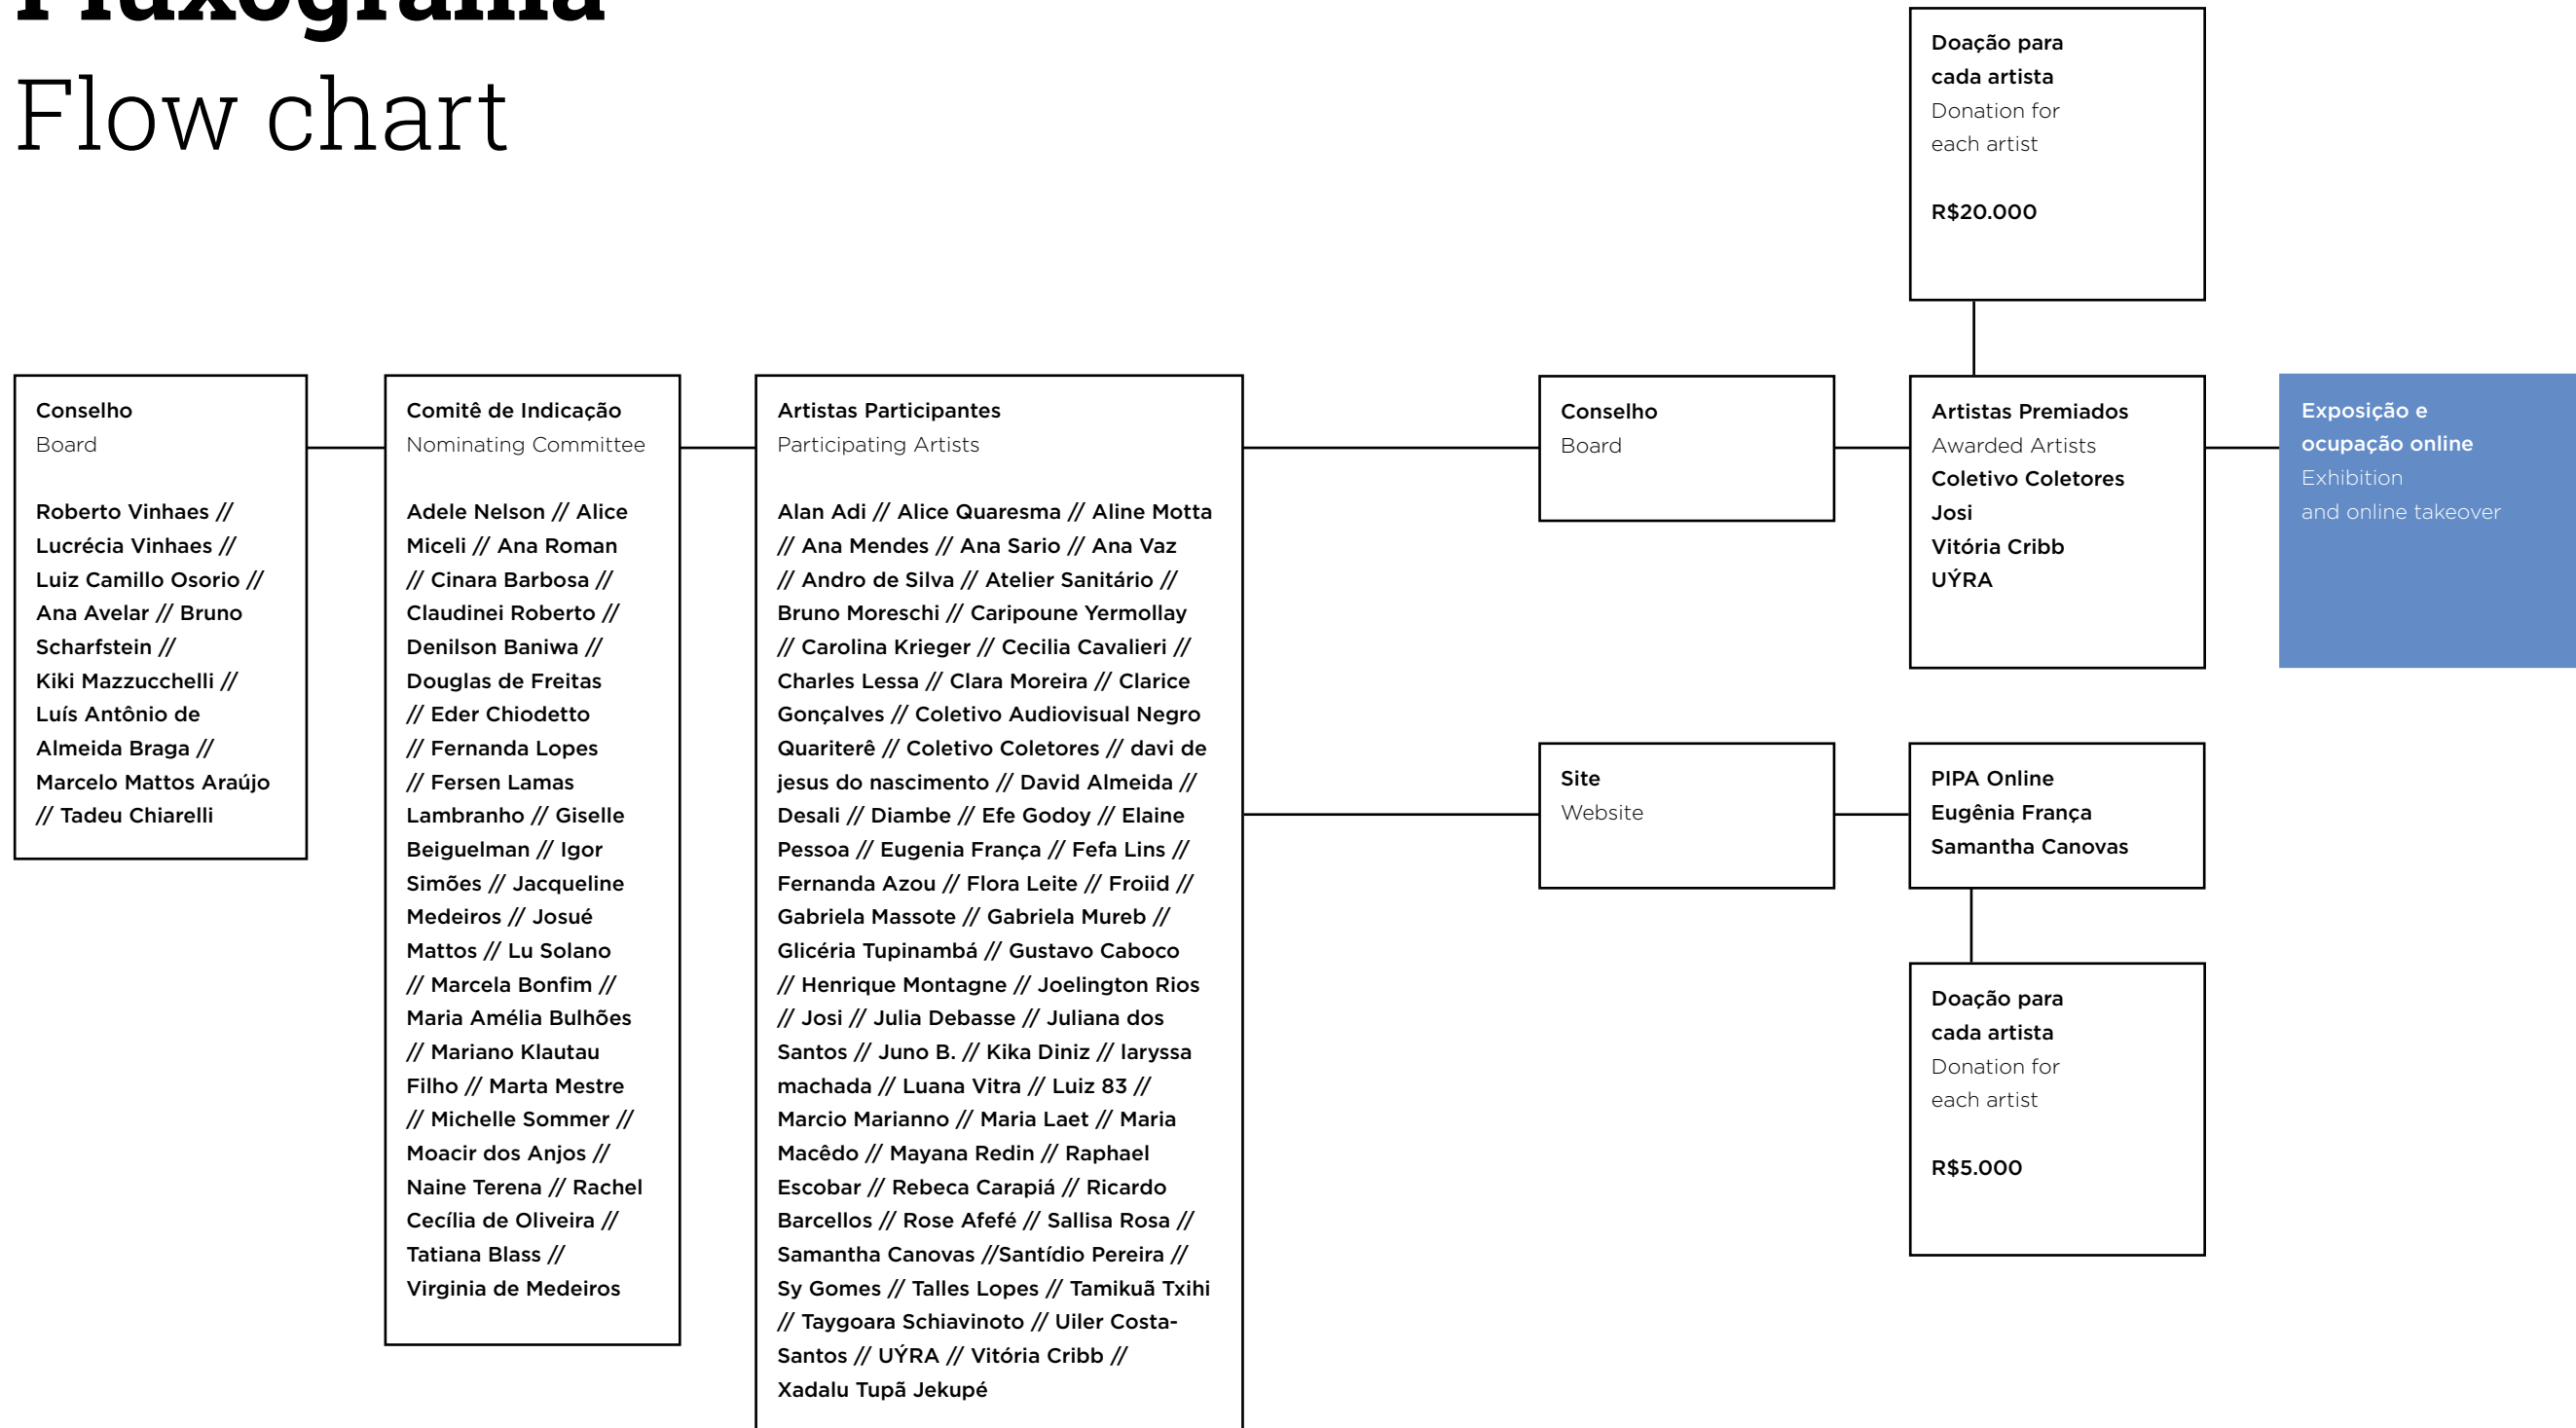 Fluxograma
Flow chart
Doação para
cada artista
Donation for
each artist
R$20.000
Conselho
Board
Roberto Vinhaes //
Lucrécia Vinhaes //
Luiz Camillo Osorio //
Ana Avelar // Bruno
Scharfstein //
Kiki Mazzucchelli //
Luís Antônio de
Almeida Braga //
Marcelo Mattos Araújo
// Tadeu Chiarelli
Comitê de Indicação
Nominating Committee
Adele Nelson // Alice
Miceli // Ana Roman
// Cinara Barbosa //
Claudinei Roberto //
Denilson Baniwa //
Douglas de Freitas
// Eder Chiodetto
// Fernanda Lopes
// Fersen Lamas
Lambranho // Giselle
Beiguelman // Igor
Simões // Jacqueline
Medeiros // Josué
Mattos // Lu Solano
// Marcela Bonfim //
Maria Amélia Bulhões
// Mariano Klautau
Filho // Marta Mestre
// Michelle Sommer //
Moacir dos Anjos //
Naine Terena // Rachel
Cecília de Oliveira //
Tatiana Blass //
Virginia de Medeiros
Artistas Participantes
Participating Artists
Alan Adi // Alice Quaresma // Aline Motta
// Ana Mendes // Ana Sario // Ana Vaz
// Andro de Silva // Atelier Sanitário //
Bruno Moreschi // Caripoune Yermollay
// Carolina Krieger // Cecilia Cavalieri //
Charles Lessa // Clara Moreira // Clarice
Gonçalves // Coletivo Audiovisual Negro
Quariterê // Coletivo Coletores // davi de
jesus do nascimento // David Almeida //
Desali // Diambe // Efe Godoy // Elaine
Pessoa // Eugenia França // Fefa Lins //
Fernanda Azou // Flora Leite // Froiid //
Gabriela Massote // Gabriela Mureb //
Glicéria Tupinambá // Gustavo Caboco
// Henrique Montagne // Joelington Rios
// Josi // Julia Debasse // Juliana dos
Santos // Juno B. // Kika Diniz // laryssa
machada // Luana Vitra // Luiz 83 //
Marcio Marianno // Maria Laet // Maria
Macêdo // Mayana Redin // Raphael
Escobar // Rebeca Carapiá // Ricardo
Barcellos // Rose Afefé // Sallisa Rosa //
Samantha Canovas //Santídio Pereira //
Sy Gomes // Talles Lopes // Tamikuã Txihi
// Taygoara Schiavinoto // Uiler Costa-
Santos // UÝRA // Vitória Cribb //
Xadalu Tupã Jekupé
Conselho
Board
Artistas Premiados
Awarded Artists
Coletivo Coletores
Josi
Vitória Cribb
UÝRA
Exposição e
ocupação online
Exhibition
and online takeover
Site
Website
PIPA Online
Eugênia França
Samantha Canovas
Doação para
cada artista
Donation for
each artist
R$5.000